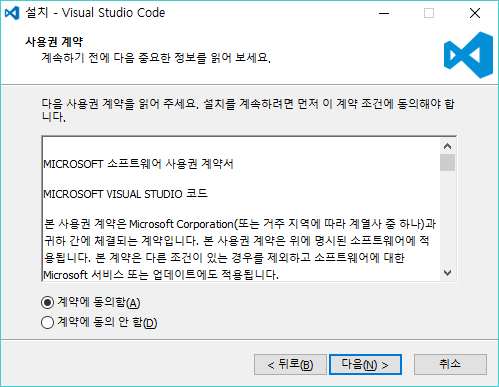 설치 - Visual Studio Code
사용권 계약
계속하기 전에 다음 중요한 정보를 읽어 보세요.
다음 사용권 계약을 읽어 주세요. 설치를 계속하려면 먼저 이 계약 조건에 동의해야 합
니다.
MICROSOFT 소프트웨어 사용권 계약서
MICROSOFT VISUAL STUDIO 코드
본 사용권 계약은 Microsoft Corporation(또는 거주 지역에 따라 계열사 중 하나)과
귀하 간에 체결되는 계약입니다. 본 사용권 계약은 위에 명시된 소프트웨어에 적
용됩니다. 본 계약은 다른 조건이 있는 경우를 제외하고 소프트웨어에 대한
Microsoft 서비스 또는 업데이트에도 적용됩니다.
계약에 동의함(A)
계약에 동의 안 함(D)
< 뒤로(B)
다음(N) >
취소